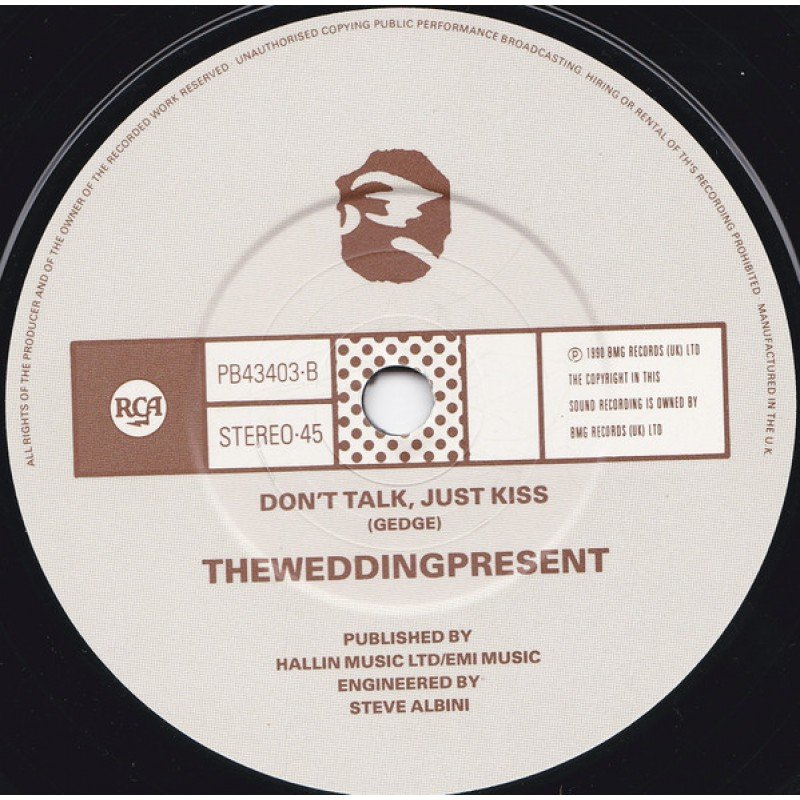 ALL RIGHTS OF THE PRODUCER AND OF THE OWNER OF THE RECORDED WORK RESERVED · UNAUTHORISED COPYING PUBLIC PERFORMANCE BROADCASTING. HIRING OR RENTAL OF TH'S RECORDING PROHIBITED · MANUFACTURED IN THE U.K.
RCA
PB43403·B
STEREO·45
℗ 1990 BMG RECORDS (UK) LTD
THE COPYRIGHT IN THIS
SOUND RECORDING IS OWNED BY
BMG RECORDS (UK) LTD
DON'T TALK, JUST KISS
(GEDGE)
THEWEDDINGPRESENT
PUBLISHED BY
HALLIN MUSIC LTD/EMI MUSIC
ENGINEERED BY
STEVE ALBINI